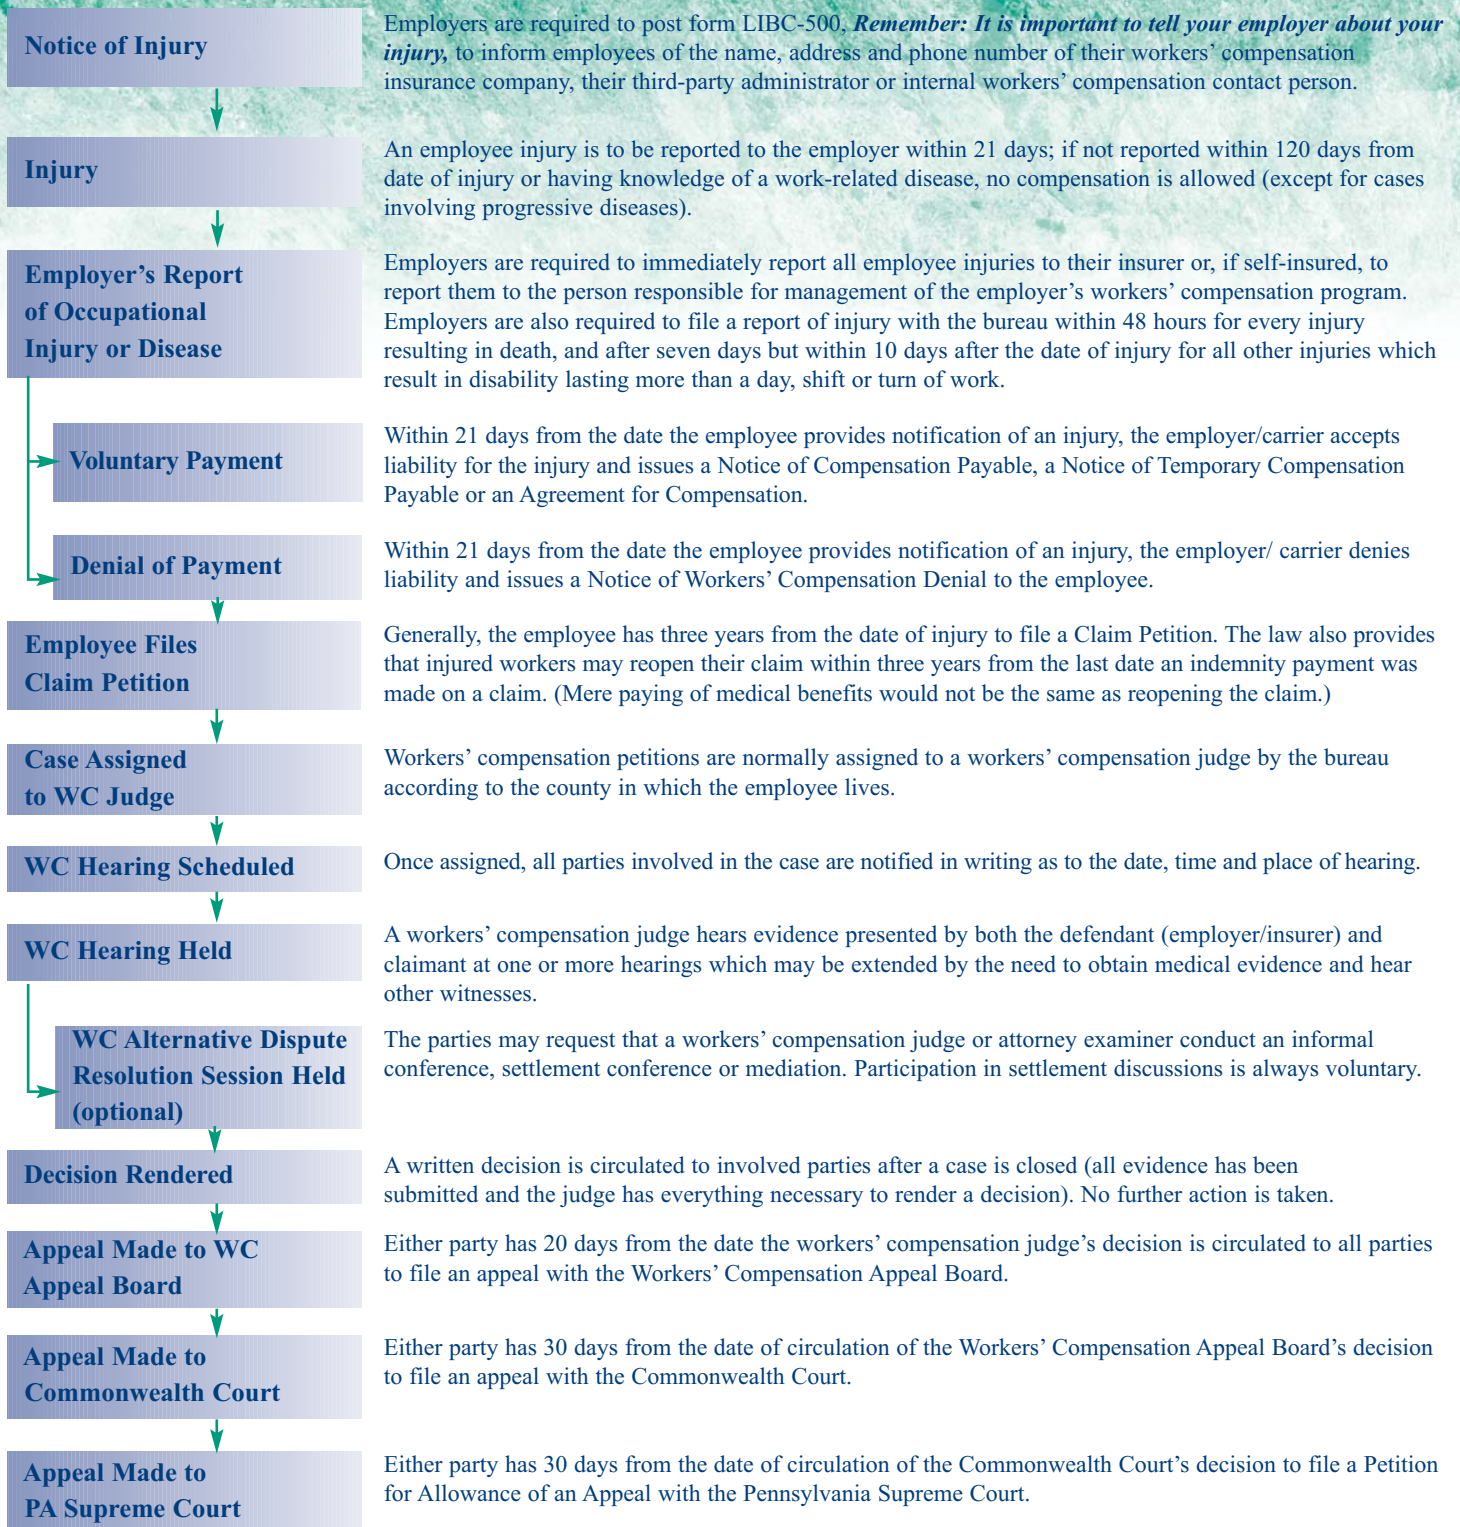 Notice of Injury
Employers are required to post form LIBC-500, Remember: It is important to tell your employer about your
injury, to inform employees of the name, address and phone number of their workers’ compensation
insurance company, their third-party administrator or internal workers’ compensation contact person.
Injury
An employee injury is to be reported to the employer within 21 days; if not reported within 120 days from
date of injury or having knowledge of a work-related disease, no compensation is allowed (except for cases
involving progressive diseases).
Employer’s Report
of Occupational
Injury or Disease
Employers are required to immediately report all employee injuries to their insurer or, if self-insured, to
report them to the person responsible for management of the employer’s workers’ compensation program.
Employers are also required to file a report of injury with the bureau within 48 hours for every injury
resulting in death, and after seven days but within 10 days after the date of injury for all other injuries which
result in disability lasting more than a day, shift or turn of work.
Voluntary Payment
Within 21 days from the date the employee provides notification of an injury, the employer/carrier accepts
liability for the injury and issues a Notice of Compensation Payable, a Notice of Temporary Compensation
Payable or an Agreement for Compensation.
Denial of Payment
Within 21 days from the date the employee provides notification of an injury, the employer/ carrier denies
liability and issues a Notice of Workers’ Compensation Denial to the employee.
Employee Files
Claim Petition
Generally, the employee has three years from the date of injury to file a Claim Petition. The law also provides
that injured workers may reopen their claim within three years from the last date an indemnity payment was
made on a claim. (Mere paying of medical benefits would not be the same as reopening the claim.)
Case Assigned
to WC Judge
Workers’ compensation petitions are normally assigned to a workers’ compensation judge by the bureau
according to the county in which the employee lives.
WC Hearing Scheduled
Once assigned, all parties involved in the case are notified in writing as to the date, time and place of hearing.
WC Hearing Held
A workers’ compensation judge hears evidence presented by both the defendant (employer/insurer) and
claimant at one or more hearings which may be extended by the need to obtain medical evidence and hear
other witnesses.
WC Alternative Dispute
Resolution Session Held
(optional)
The parties may request that a workers’ compensation judge or attorney examiner conduct an informal
conference, settlement conference or mediation. Participation in settlement discussions is always voluntary.
Decision Rendered
A written decision is circulated to involved parties after a case is closed (all evidence has been
submitted and the judge has everything necessary to render a decision). No further action is taken.
Appeal Made to WC
Appeal Board
Either party has 20 days from the date the workers’ compensation judge’s decision is circulated to all parties
to file an appeal with the Workers’ Compensation Appeal Board.
Appeal Made to
Commonwealth Court
Either party has 30 days from the date of circulation of the Workers’ Compensation Appeal Board’s decision
to file an appeal with the Commonwealth Court.
Appeal Made to
PA Supreme Court
Either party has 30 days from the date of circulation of the Commonwealth Court’s decision to file a Petition
for Allowance of an Appeal with the Pennsylvania Supreme Court.